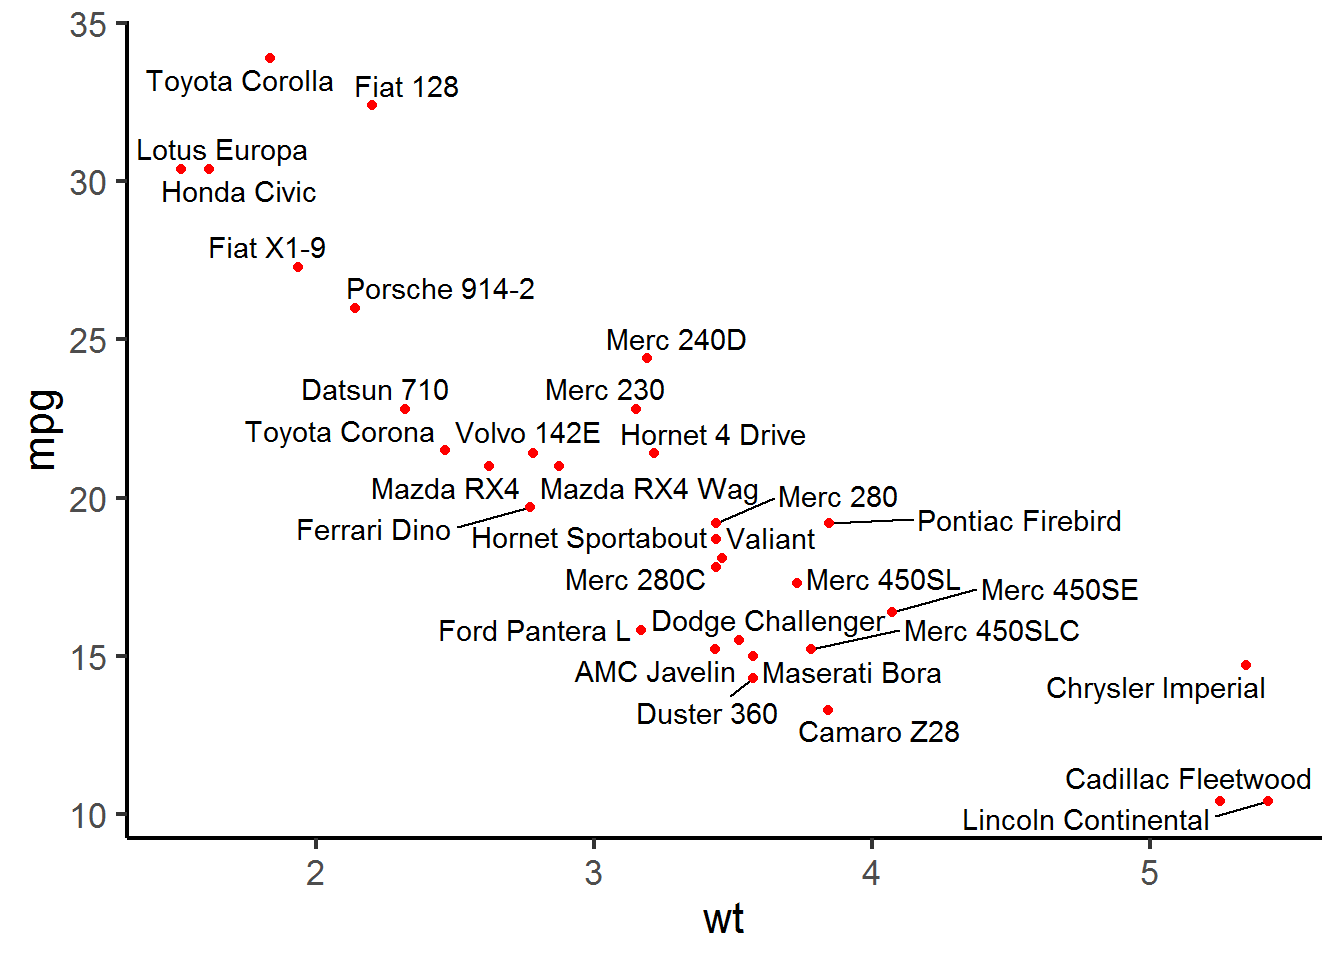 35
Toyota Corolla
Fiat 128
Lotus Europa
30
Honda Civic
Fiat X1-9
Porsche 914-2
25
Merc 240D
Datsun 710
Merc 230
mpg
Toyota Corona
Volvo 142E
Hornet 4 Drive
Mazda RX4
Mazda RX4 Wag
20
Merc 280
Ferrari Dino
Pontiac Firebird
Hornet Sportabout
Valiant
Merc 280C
Merc 450SL
Merc 450SE
Dodge Challenger
Ford Pantera L
Merc 450SLC
15
AMC Javelin
Maserati Bora
Chrysler Imperial
Duster 360
Camaro Z28
Cadillac Fleetwood
10
Lincoln Continental
2
3
4
5
wt